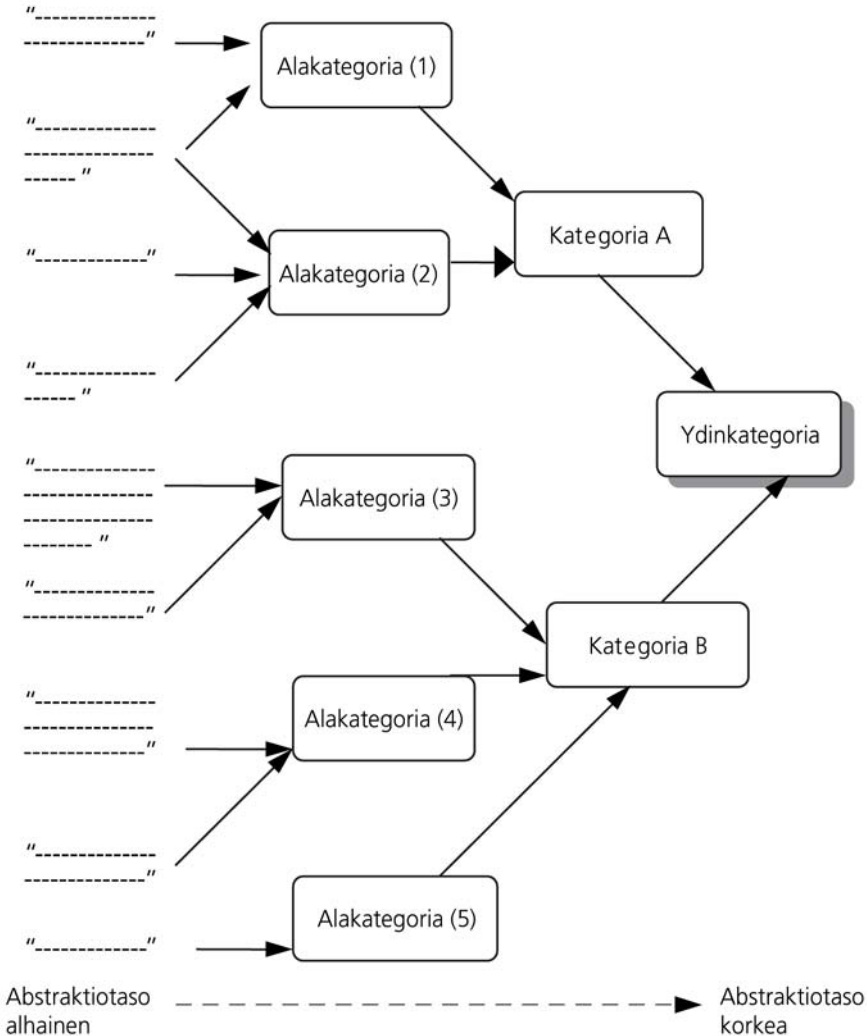 “--------------
--------------”
Alakategoria (1)
“--------------
---------------
------ ”
Kategoria A
“-------------”
Alakategoria (2)
“--------------
------ ”
Ydinkategoria
“--------------
---------------
---------------
-------- ”
Alakategoria (3)
“--------------
--------------”
Kategoria B
“--------------
---------------
--------------”
Alakategoria (4)
“--------------
--------------”
Alakategoria (5)
“-------------”
Abstraktiotaso
alhainen
Abstraktiotaso
korkea